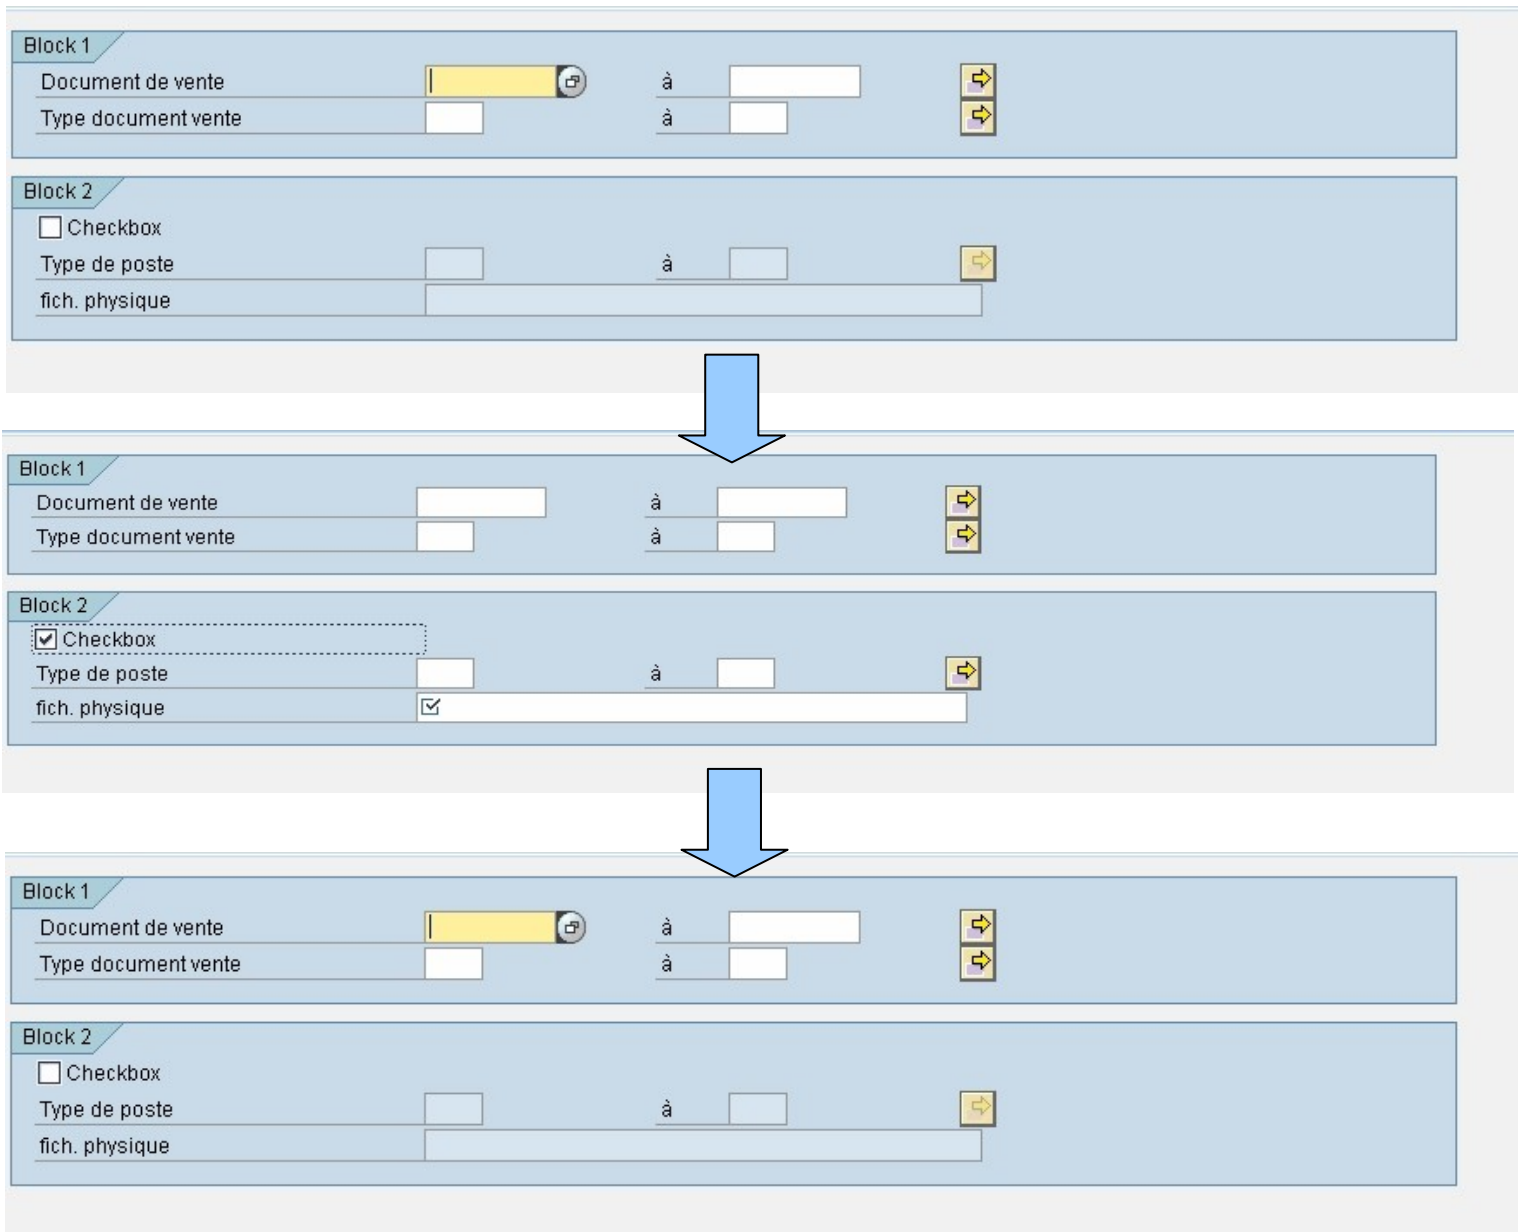 Block 1
Document de vente à
Type document vente à
Block 2
Checkbox
Type de poste à
fich. physique
Block 1
Document de vente à
Type document vente à
Block 2
Checkbox
Type de poste à
fich. physique
Block 1
Document de vente à
Type document vente à
Block 2
Checkbox
Type de poste à
fich. physique